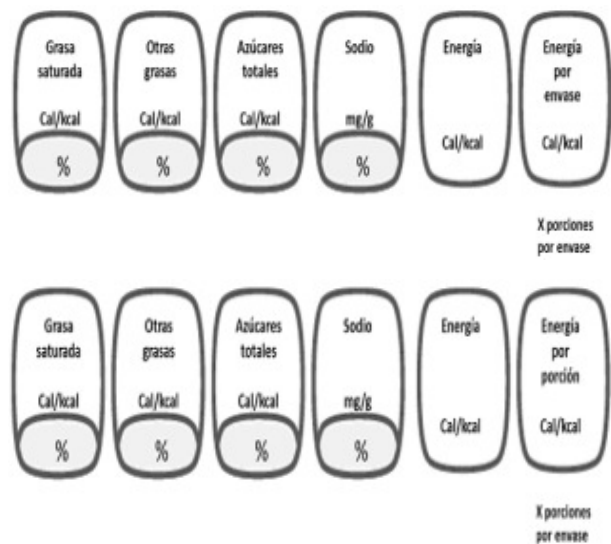 Grasa saturada
Cal/kcal
%
Otras grasas
Cal/kcal
%
Azúcares totales
Cal/kcal
%
Sodio
mg/g
%
Energía
Cal/kcal
Energía por envase
Cal/kcal
X porciones por envase
Grasa saturada
Cal/kcal
%
Otras grasas
Cal/kcal
%
Azúcares totales
Cal/kcal
%
Sodio
mg/g
%
Energía
Cal/kcal
Energía por porción
Cal/kcal
X porciones por envase